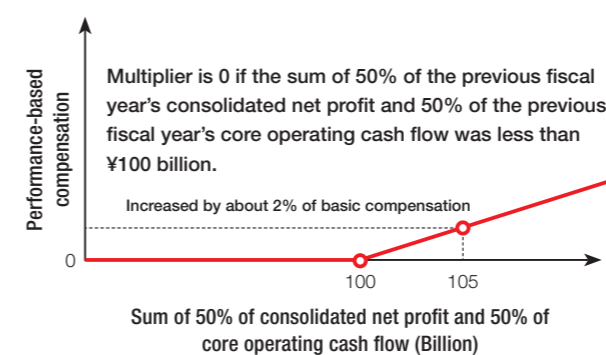 Performance-based
compensation
Multiplier is 0 if the sum of 50% of the previous fiscal
year's consolidated net profit and 50% of the previous
fiscal year's core operating cash flow was less than
¥100 billion.
Increased by about 2% of basic compensation
0
100
105
Sum of 50% of consolidated net profit and 50% of
core operating cash flow (Billion)